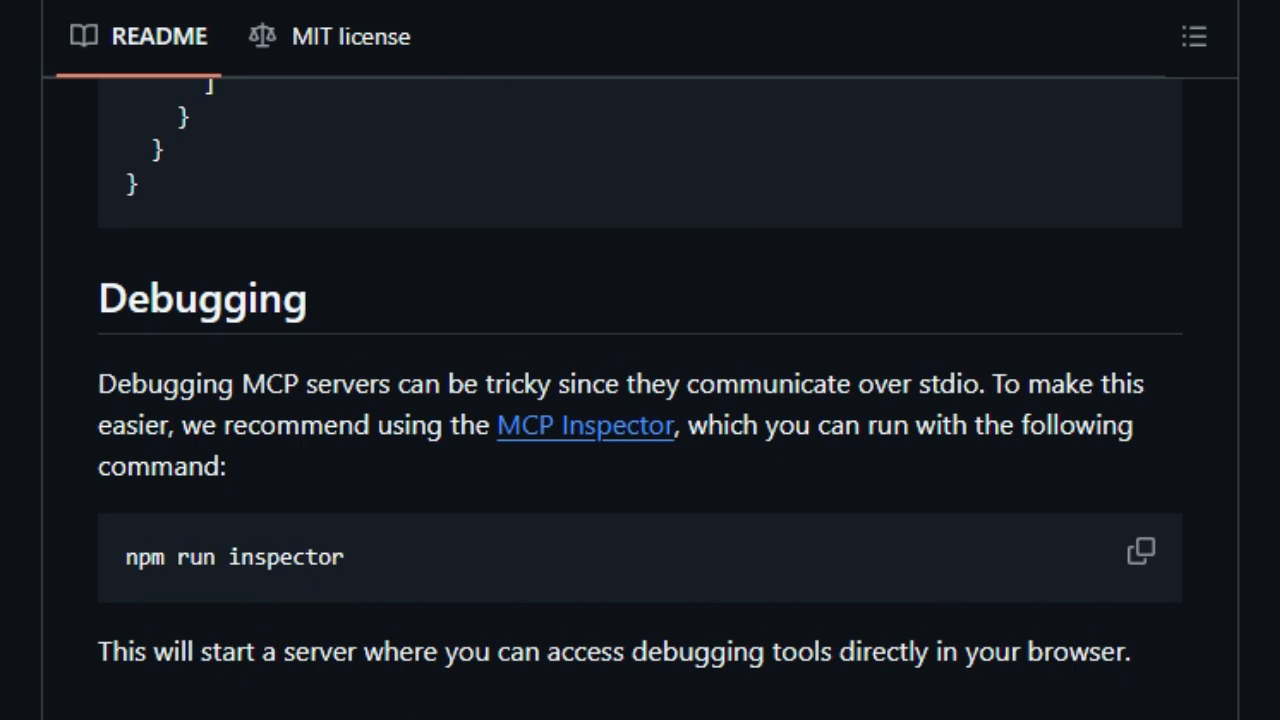 README MIT license
]
}
}
}
Debugging
Debugging MCP servers can be tricky since they communicate over stdio. To make this
easier, we recommend using the MCP Inspector, which you can run with the following
command:
npm run inspector
This will start a server where you can access debugging tools directly in your browser.